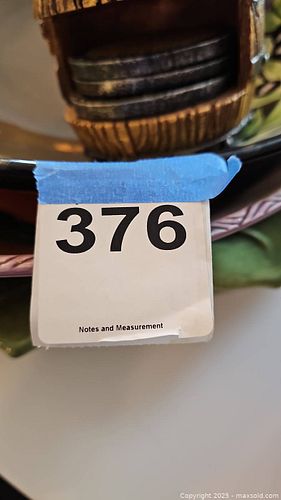 376
Notes and Measurement
Copyright © 2023 - maxsold.com